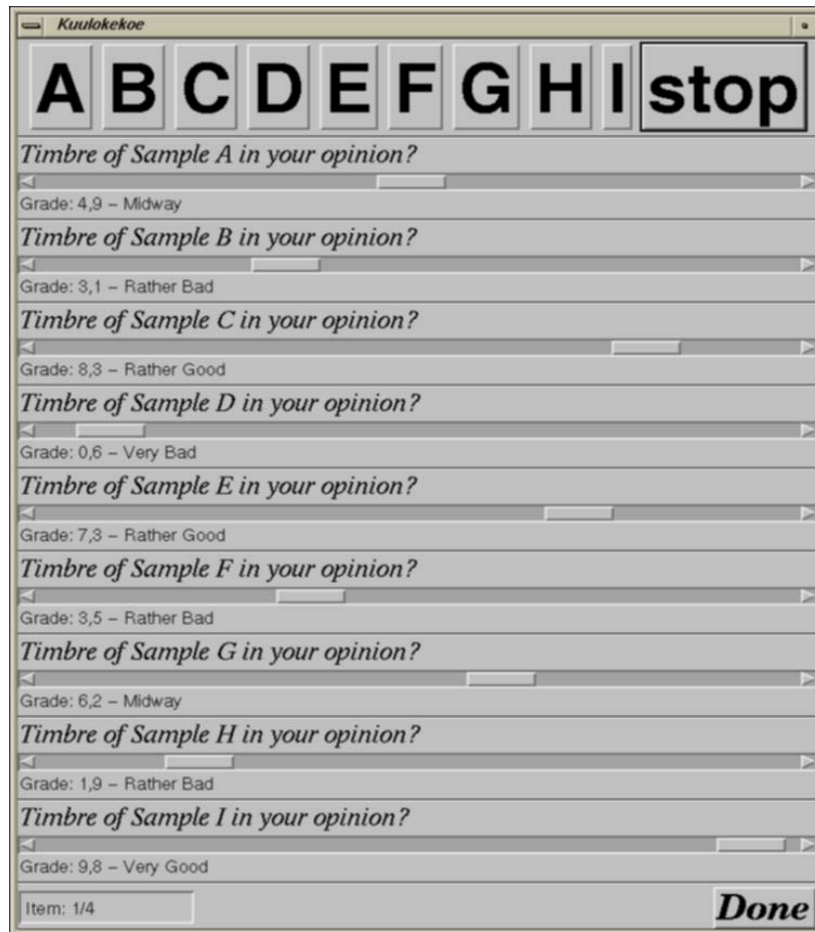 Kuulokekoe
A B C D E F G H I stop
Timbre of Sample A in your opinion?
Grade: 4,9 – Midway
Timbre of Sample B in your opinion?
Grade: 3,1 – Rather Bad
Timbre of Sample C in your opinion?
Grade: 8,3 – Rather Good
Timbre of Sample D in your opinion?
Grade: 0,6 – Very Bad
Timbre of Sample E in your opinion?
Grade: 7,3 – Rather Good
Timbre of Sample F in your opinion?
Grade: 3,5 – Rather Bad
Timbre of Sample G in your opinion?
Grade: 6,2 – Midway
Timbre of Sample H in your opinion?
Grade: 1,9 – Rather Bad
Timbre of Sample I in your opinion?
Grade: 9,8 – Very Good
Item: 1/4 Done